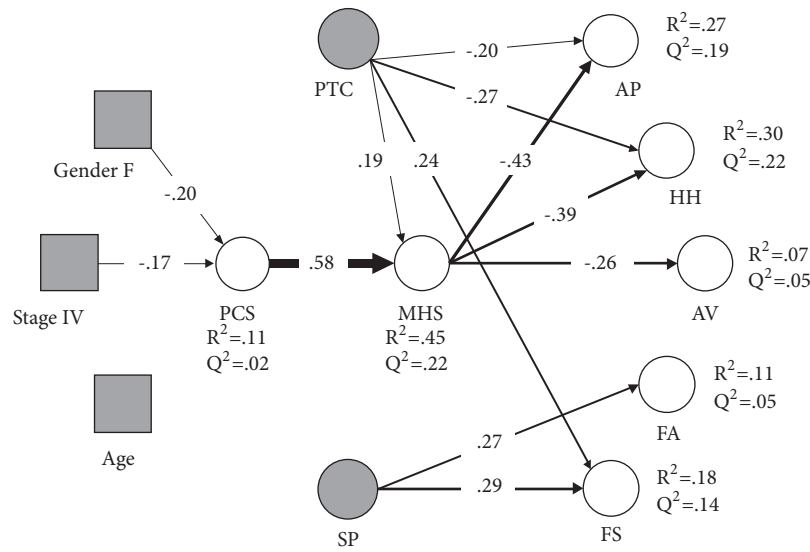 PTC
-.20
AP
R²=.27
Q²=.19
-.27
Gender F
.19
.24
-.43
HH
R²=.30
Q²=.22
-.20
-.39
Stage IV
-.17
PCS
R²=.11
Q²=.02
.58
MHS
R²=.45
Q²=.22
-.26
AV
R²=.07
Q²=.05
Age
.27
FA
R²=.11
Q²=.05
SP
.29
FS
R²=.18
Q²=.14